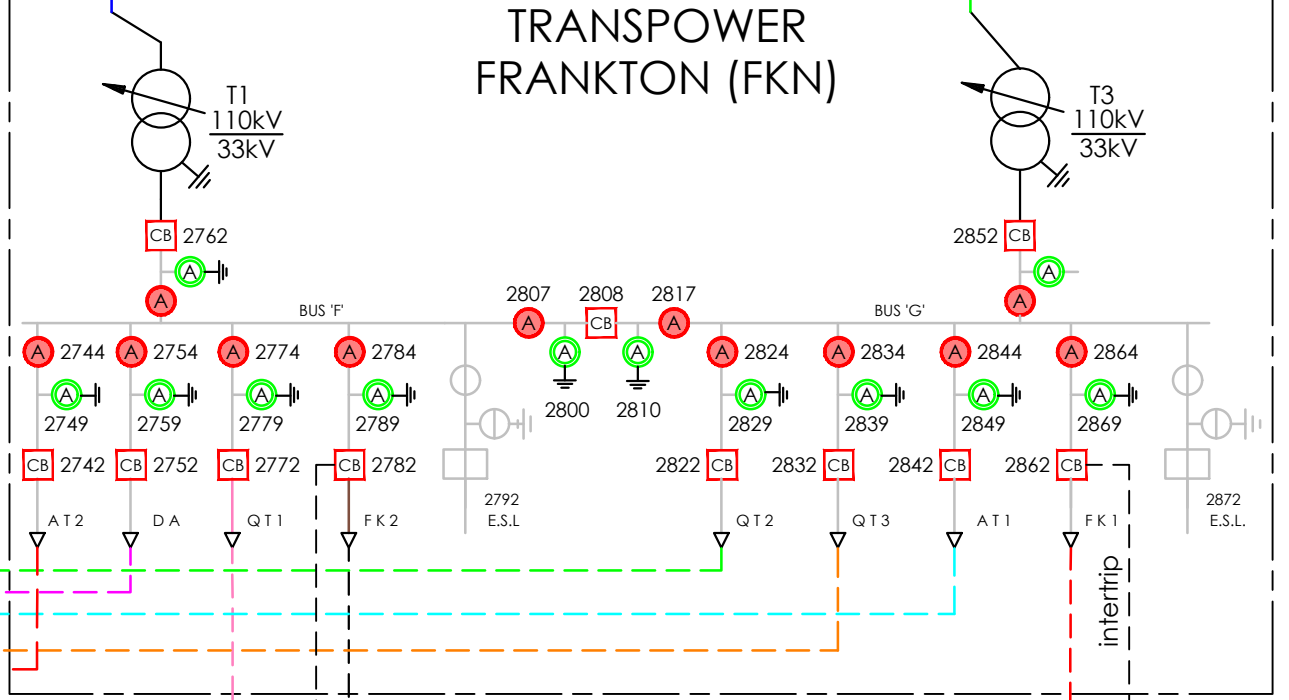 TRANSPOWER
FRANKTON (FKN)
T1
110kV
33kV
T3
110kV
33kV
CB 2762
2852 CB
A
A
A
A
BUS 'F'
2807 2808 2817
BUS 'G'
A CB A
A 2744 A 2754 A 2774 A 2784 A A A 2824 A 2834 A 2844 A 2864
A A A A A A A A
2749 2759 2779 2789 2800 2810 2829 2839 2849 2869
CB 2742 CB 2752 CB 2772 CB 2782 2822 CB 2832 CB 2842 CB 2862 CB
2792
E.S.L
2872
E.S.L.
AT2 DA QT1 FK2 QT2 QT3 AT1 FK1
intertrip